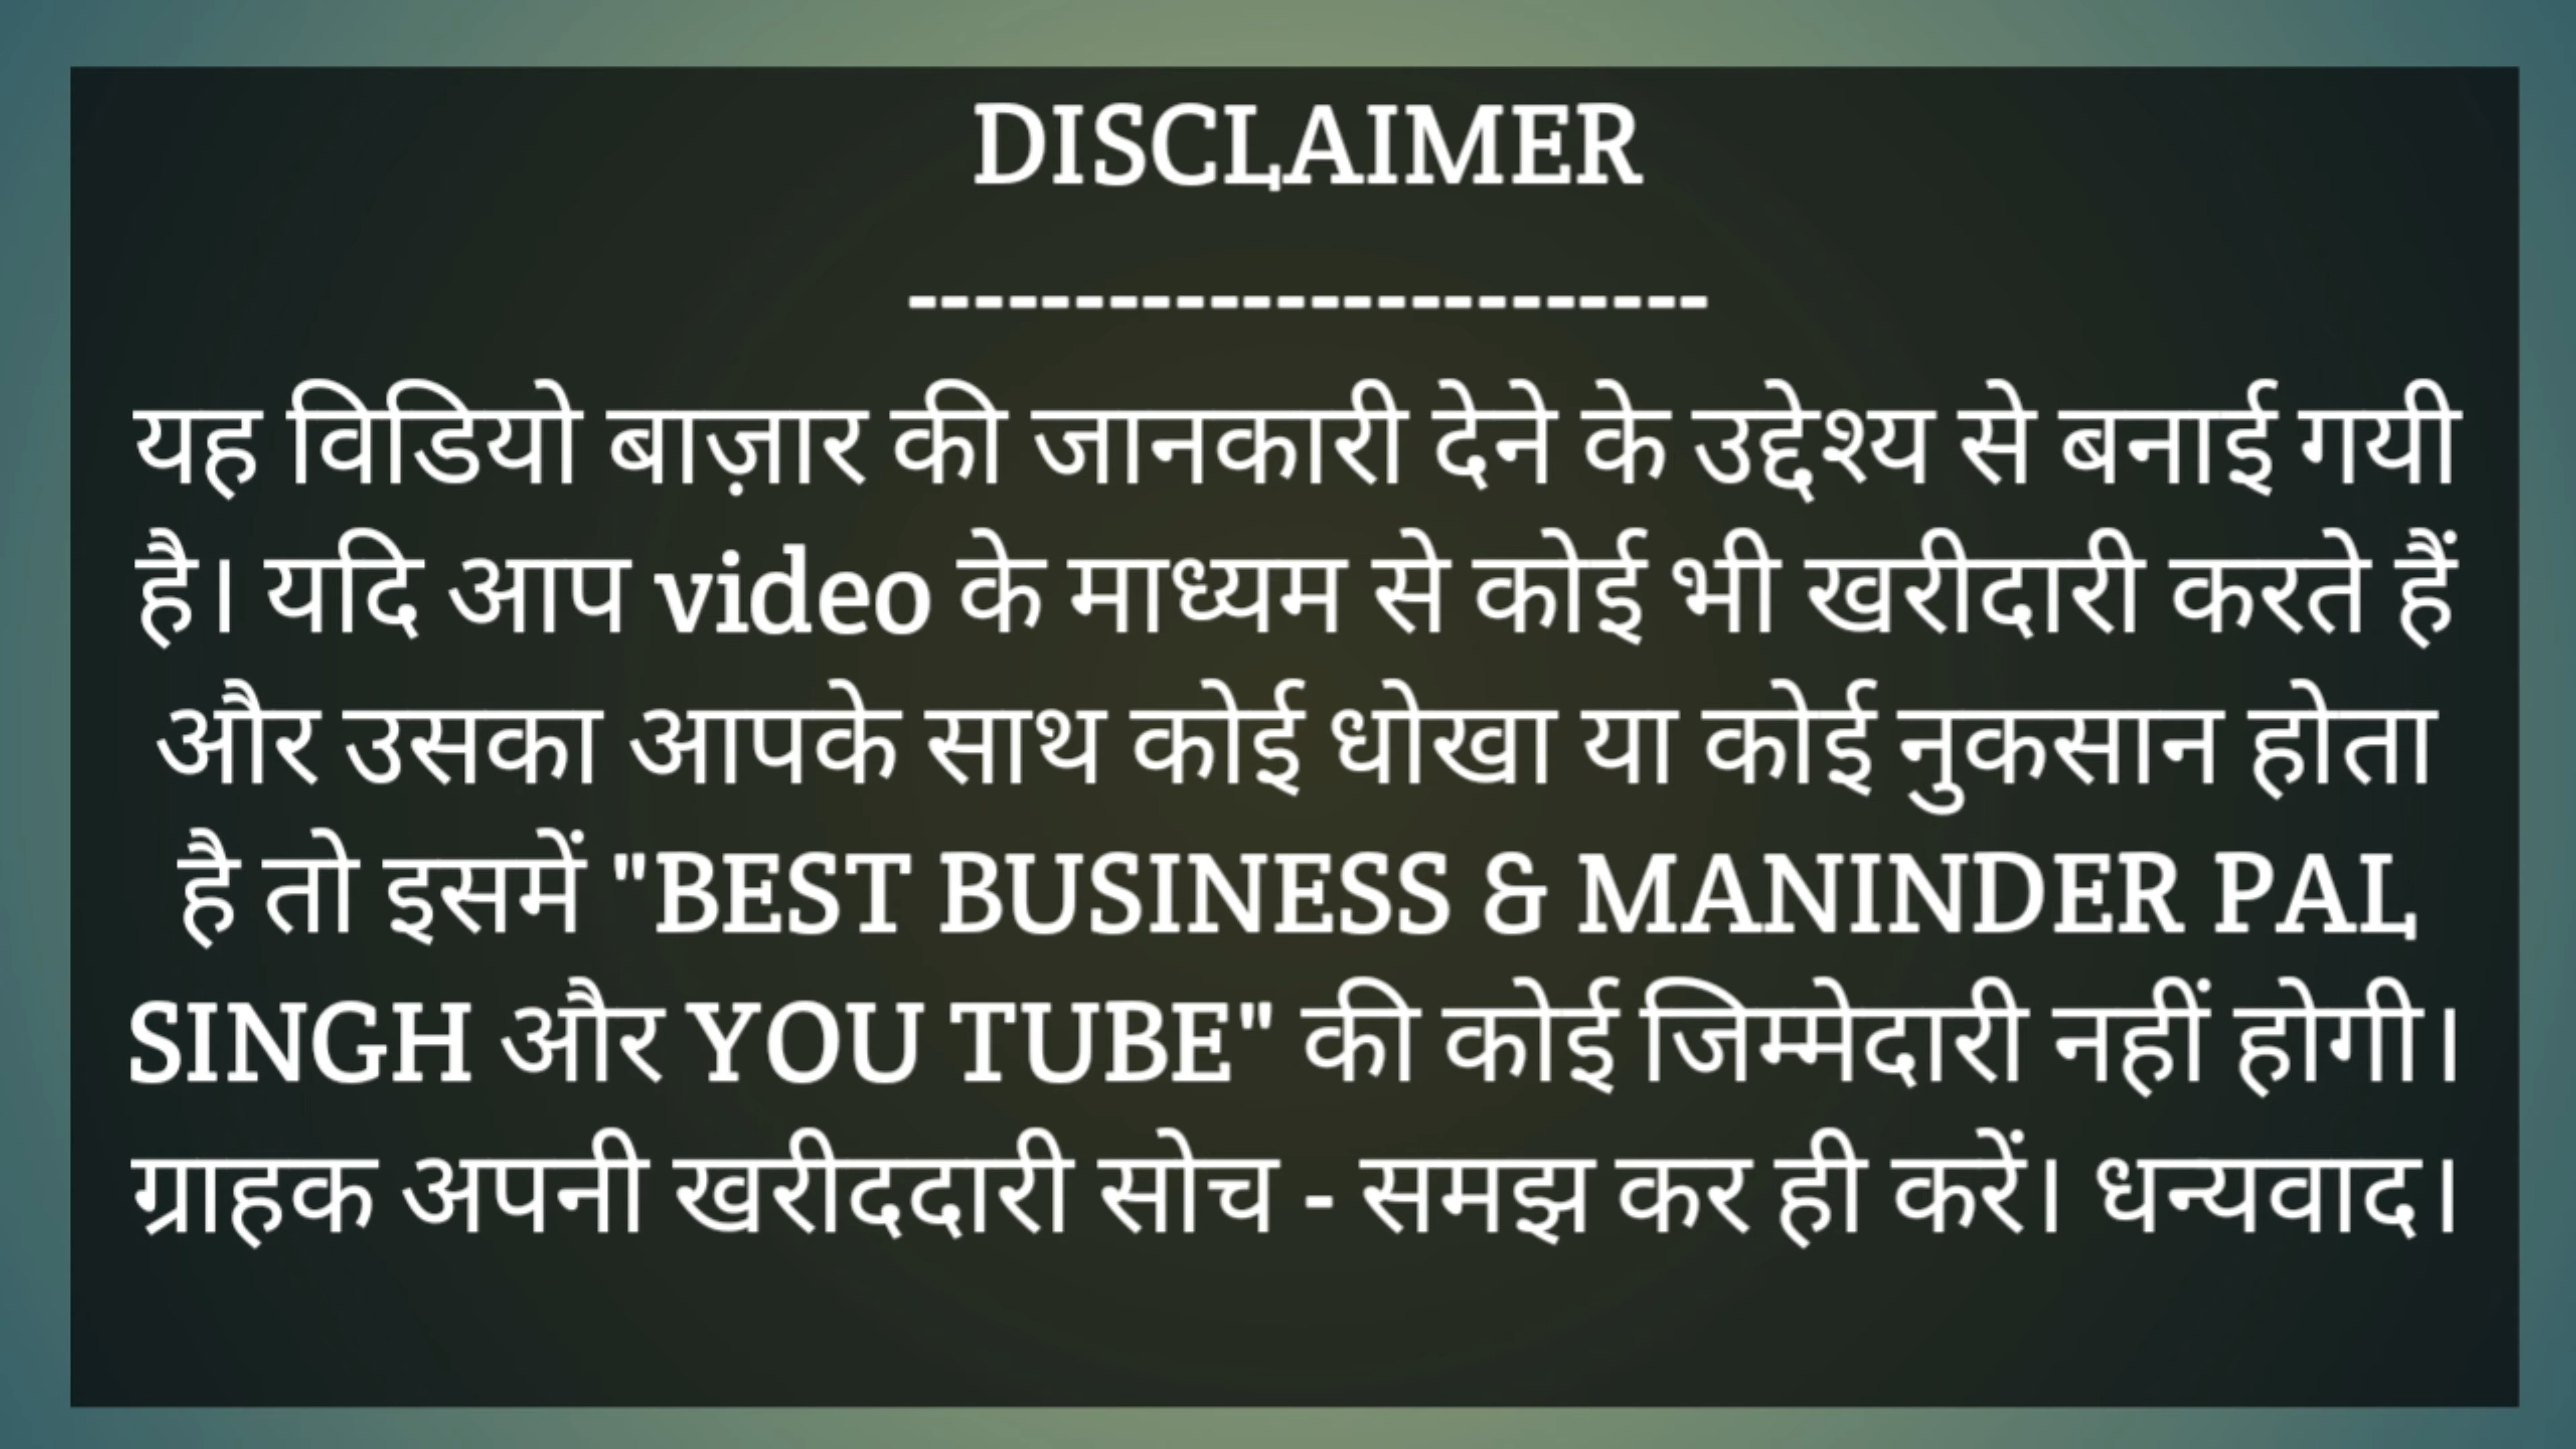 DISCLAIMER
------------------------
यह विडियो बाज़ार की जानकारी देने के उद्देश्य से बनाई गयी
है। यदि आप video के माध्यम से कोई भी खरीदारी करते हैं
और उसका आपके साथ कोई धोखा या कोई नुकसान होता
है तो इसमें "BEST BUSINESS & MANINDER PAL
SINGH और YOU TUBE" की कोई जिम्मेदारी नहीं होगी।
ग्राहक अपनी खरीददारी सोच - समझ कर ही करें। धन्यवाद।